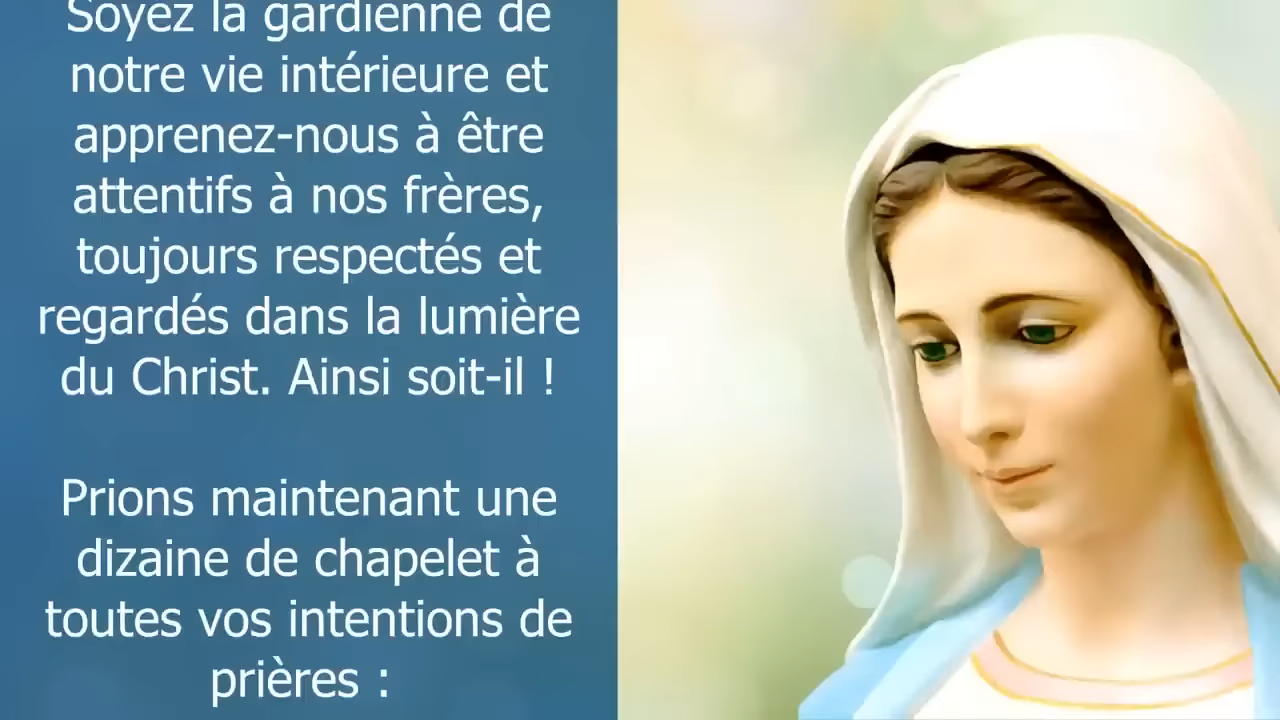 Soyez la gardienne de
notre vie intérieure et
apprenez-nous à être
attentifs à nos frères,
toujours respectés et
regardés dans la lumière
du Christ. Ainsi soit-il !
Prions maintenant une
dizaine de chapelet à
toutes vos intentions de
prières :